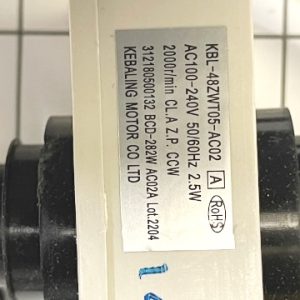 KBL-48ZWT05-AC02 A
AC100-240V 50/60Hz 2.5W
2000r/min CL.A Z.P. CCW
312180500132 BCD-282W AC02A Lot.2204
KEBALING MOTOR CO LTD
RoHS